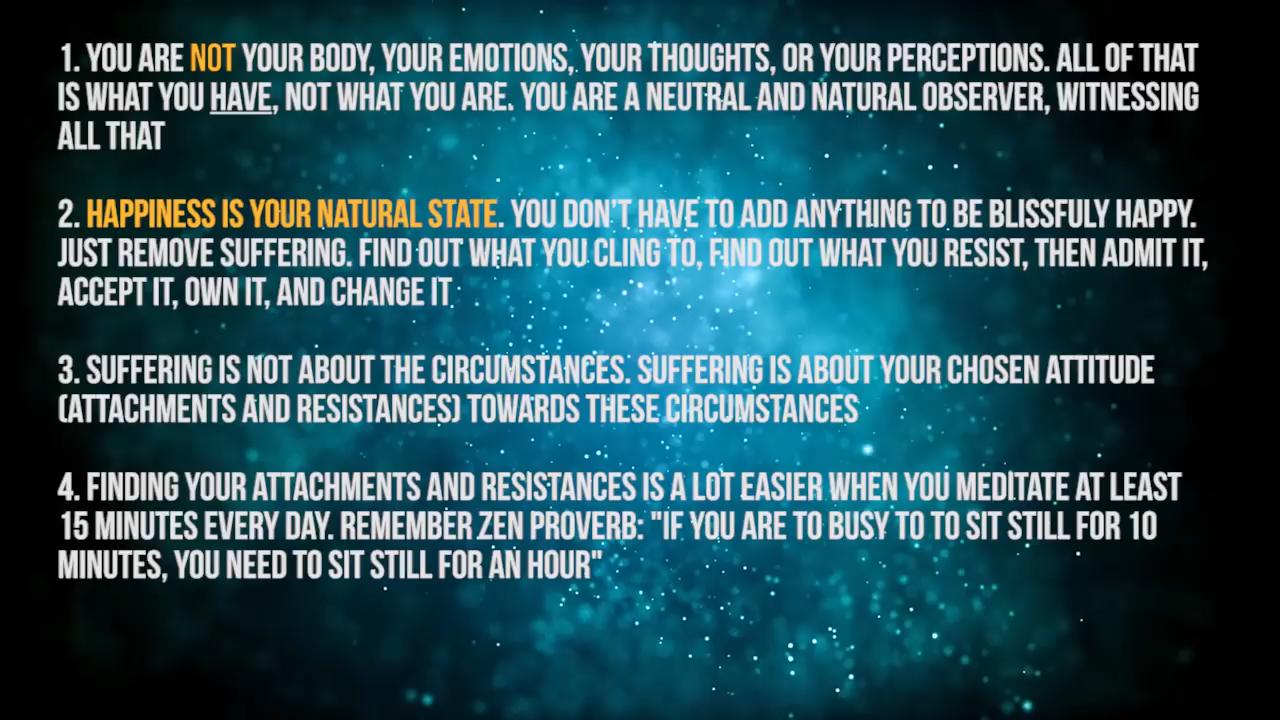 1. YOU ARE NOT YOUR BODY, YOUR EMOTIONS, YOUR THOUGHTS, OR YOUR PERCEPTIONS. ALL OF THAT
IS WHAT YOU HAVE, NOT WHAT YOU ARE. YOU ARE A NEUTRAL AND NATURAL OBSERVER, WITNESSING
ALL THAT
2. HAPPINESS IS YOUR NATURAL STATE. YOU DON'T HAVE TO ADD ANYTHING TO BE BLISSFULY HAPPY.
JUST REMOVE SUFFERING. FIND OUT WHAT YOU CLING TO, FIND OUT WHAT YOU RESIST, THEN ADMIT IT,
ACCEPT IT, OWN IT, AND CHANGE IT
3. SUFFERING IS NOT ABOUT THE CIRCUMSTANCES. SUFFERING IS ABOUT YOUR CHOSEN ATTITUDE
(ATTACHMENTS AND RESISTANCES) TOWARDS THESE CIRCUMSTANCES
4. FINDING YOUR ATTACHMENTS AND RESISTANCES IS A LOT EASIER WHEN YOU MEDITATE AT LEAST
15 MINUTES EVERY DAY. REMEMBER ZEN PROVERB: "IF YOU ARE TO BUSY TO TO SIT STILL FOR 10
MINUTES, YOU NEED TO SIT STILL FOR AN HOUR"